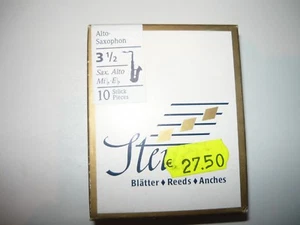 Alto-
Saxophon
3 1/2
Sax. Alto
Mi♭, E♭
10 Stück
Pieces
€ 27.50
Blätter ♦ Reeds ♦ Anches